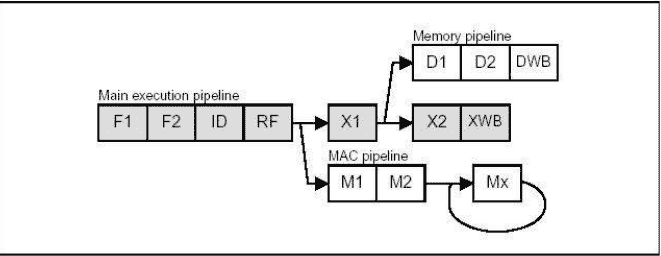 Memory pipeline
D1 D2 DWB
Main execution pipeline
F1 F2 ID RF X1 X2 XWB
MAC pipeline
M1 M2 Mx